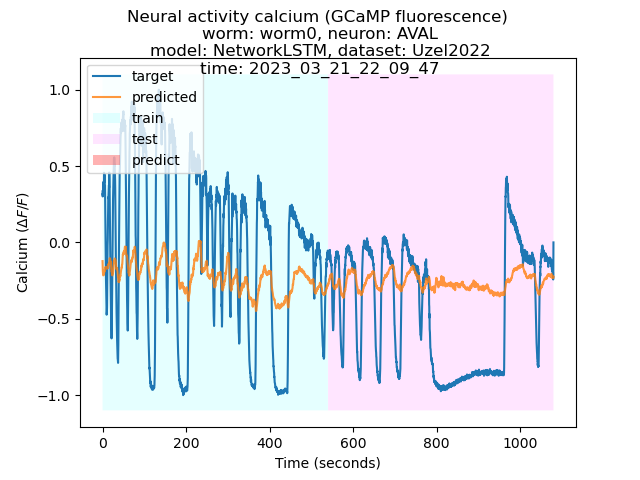 Neural activity calcium (GCaMP fluorescence)
worm: worm0, neuron: AVAL
model: NetworkLSTM, dataset: Uzel2022
time: 2023_03_21_22_09_47
target
predicted
train
test
predict
Calcium (ΔF/F)
1.0
0.5
0.0
−0.5
−1.0
0
200
400
600
800
1000
Time (seconds)